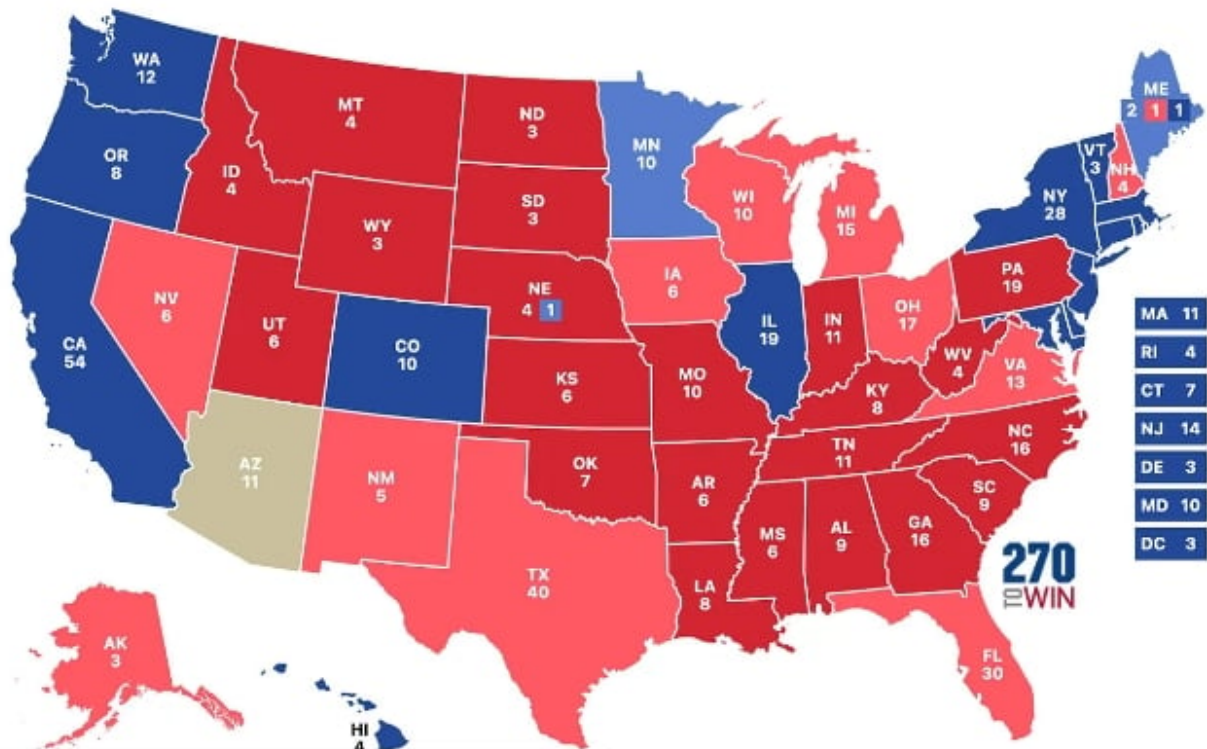 WA
12
OR
8
CA
54
NV
6
ID
4
MT
4
WY
3
UT
6
AZ
11
CO
10
NM
5
ND
3
SD
3
NE
4 1
KS
6
OK
7
TX
40
MN
10
IA
6
MO
10
AR
6
LA
8
WI
10
IL
19
MI
15
IN
11
OH
17
KY
8
TN
11
MS
6
AL
9
GA
16
FL
30
SC
9
NC
16
VA
13
WV
4
PA
19
NY
28
VT
3
NH
4
ME
2 1 1
MA 11
RI 4
CT 7
NJ 14
DE 3
MD 10
DC 3
270
TO WIN
AK
3
HI
4